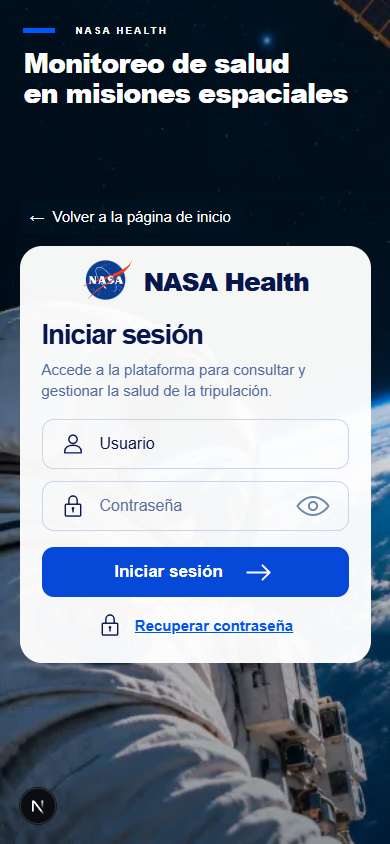 NASA HEALTH
Monitoreo de salud
en misiones espaciales
← Volver a la página de inicio
NASA
NASA Health
Iniciar sesión
Accede a la plataforma para consultar y
gestionar la salud de la tripulación.
Usuario
Contraseña
Iniciar sesión →
Recuperar contraseña
N